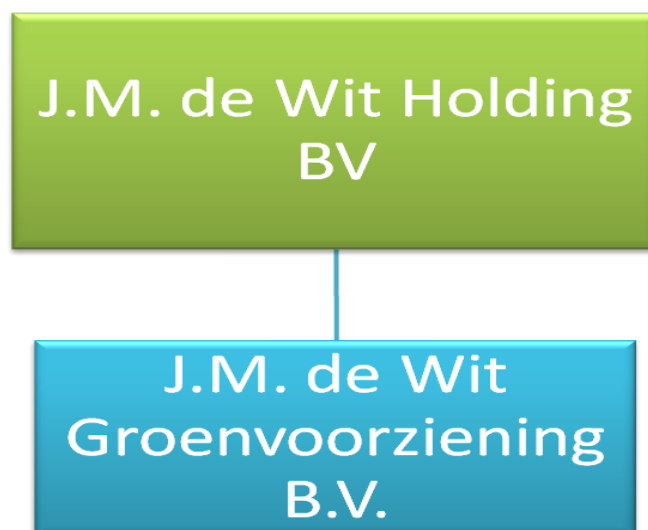 J.M. de Wit Holding
BV
J.M. de Wit
Groenvoorziening
B.V.